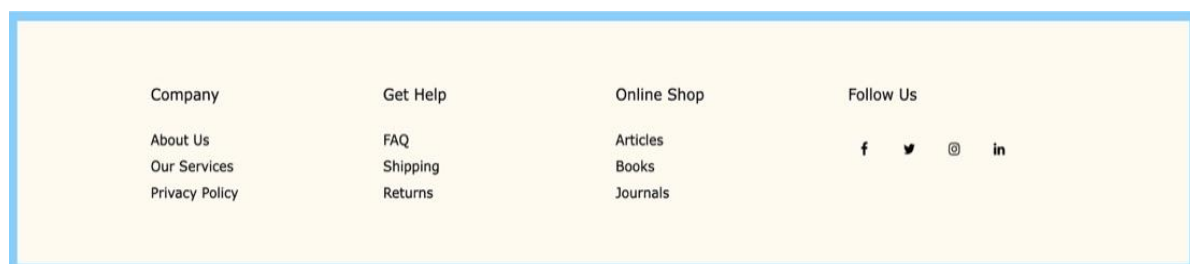 Company
About Us
Our Services
Privacy Policy
Get Help
FAQ
Shipping
Returns
Online Shop
Articles
Books
Journals
Follow Us